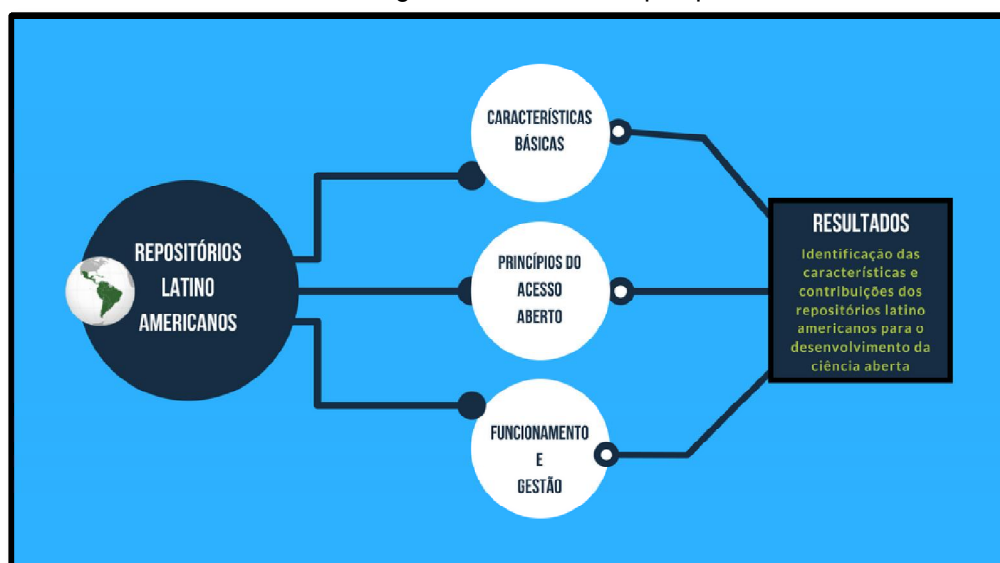 REPOSITÓRIOS
LATINO
AMERICANOS
CARACTERÍSTICAS
BÁSICAS
PRINCÍPIOS DO
ACESSO
ABERTO
FUNCIONAMENTO
E
GESTÃO
RESULTADOS
Identificação das
características e
contribuições dos
repositórios latino
americanos para o
desenvolvimento da
ciência aberta